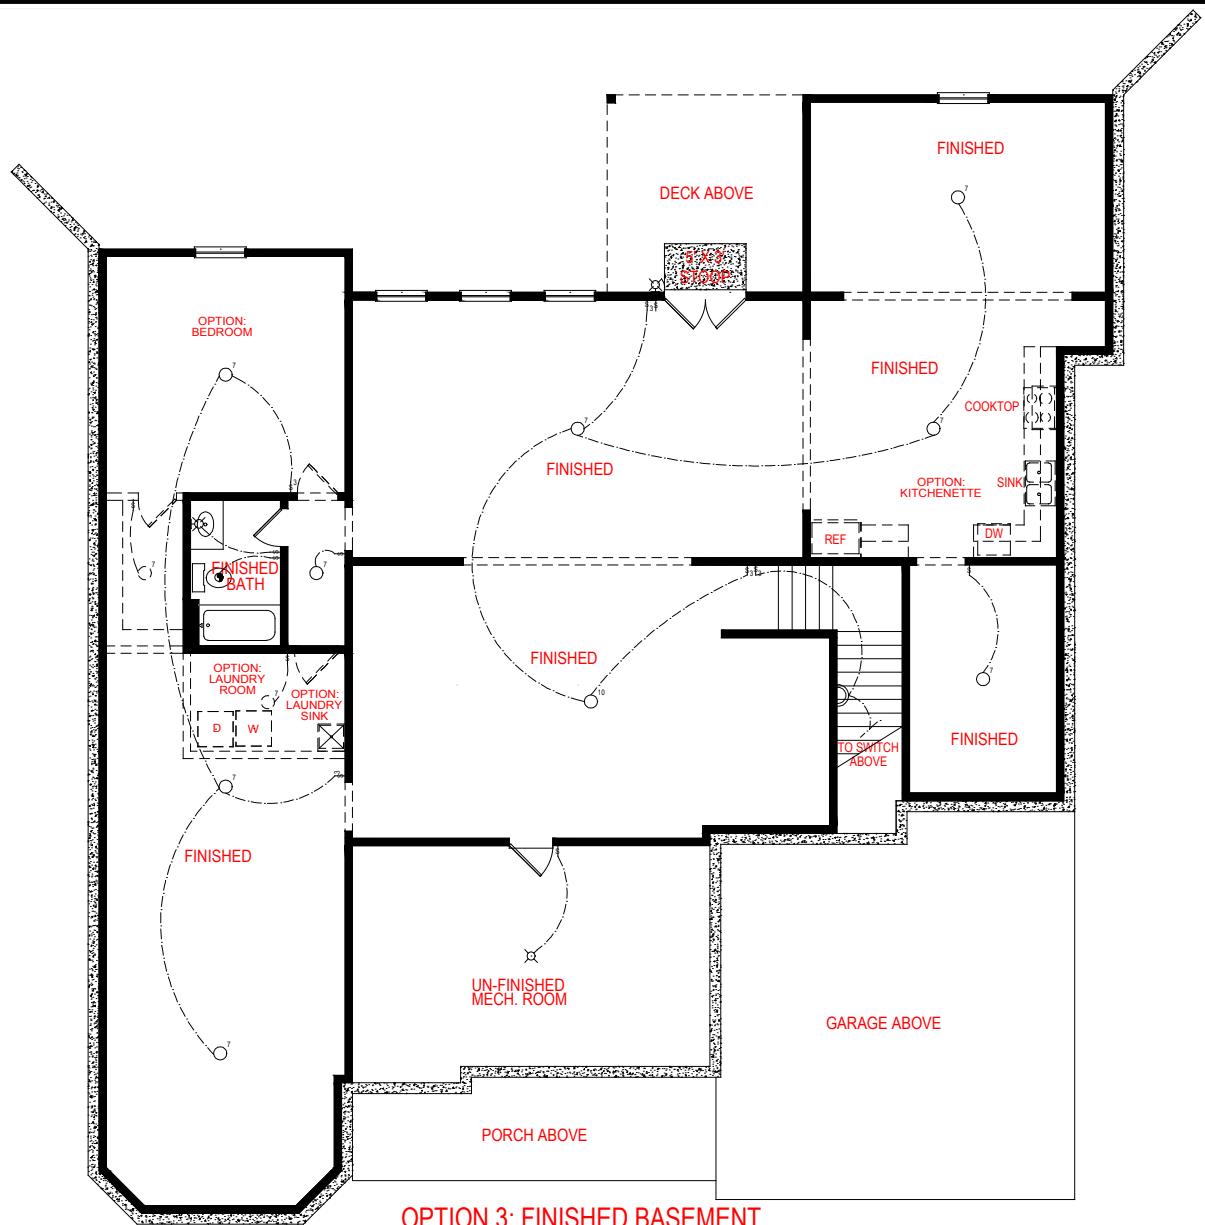 FINISHED
DECK ABOVE
5' X 3'
STOOP
OPTION:
BEDROOM
FINISHED
COOKTOP
FINISHED
OPTION:
KITCHENETTE
SINK
REF
DW
FINISHED
BATH
FINISHED
OPTION:
LAUNDRY
ROOM
OPTION:
LAUNDRY
SINK
D
W
TO SWITCH
ABOVE
FINISHED
FINISHED
UN-FINISHED
MECH. ROOM
GARAGE ABOVE
PORCH ABOVE
OPTION 3: FINISHED BASEMENT